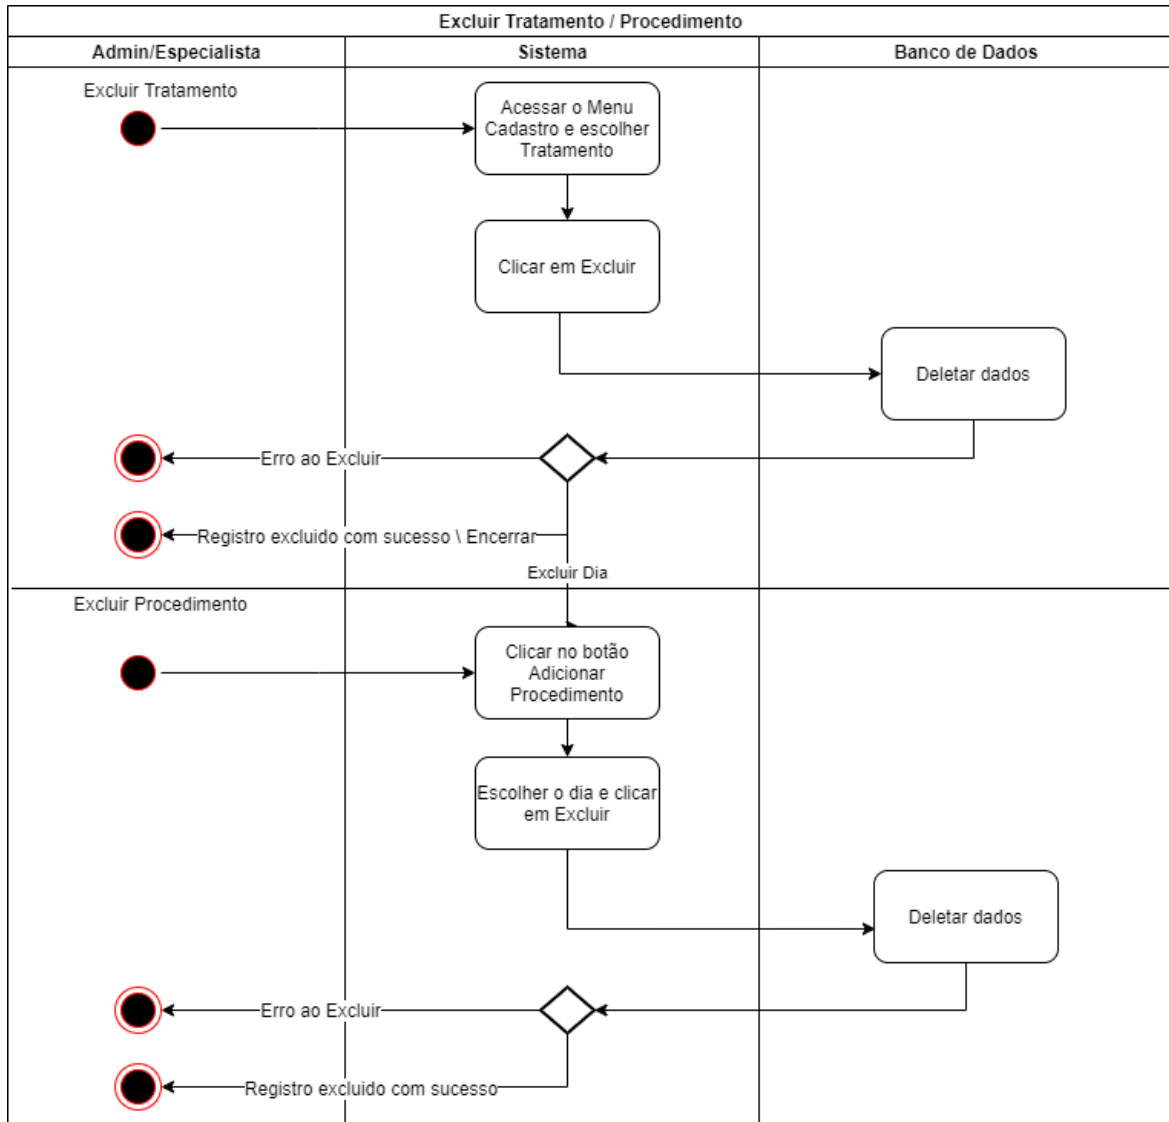 Excluir Tratamento / Procedimento
Admin/Especialista
Sistema
Banco de Dados
Excluir Tratamento
Acessar o Menu
Cadastro e escolher
Tratamento
Clicar em Excluir
Deletar dados
Erro ao Excluir
Registro excluido com sucesso \ Encerrar
Excluir Dia
Excluir Procedimento
Clicar no botão
Adicionar
Procedimento
Escolher o dia e clicar
em Excluir
Deletar dados
Erro ao Excluir
Registro excluido com sucesso